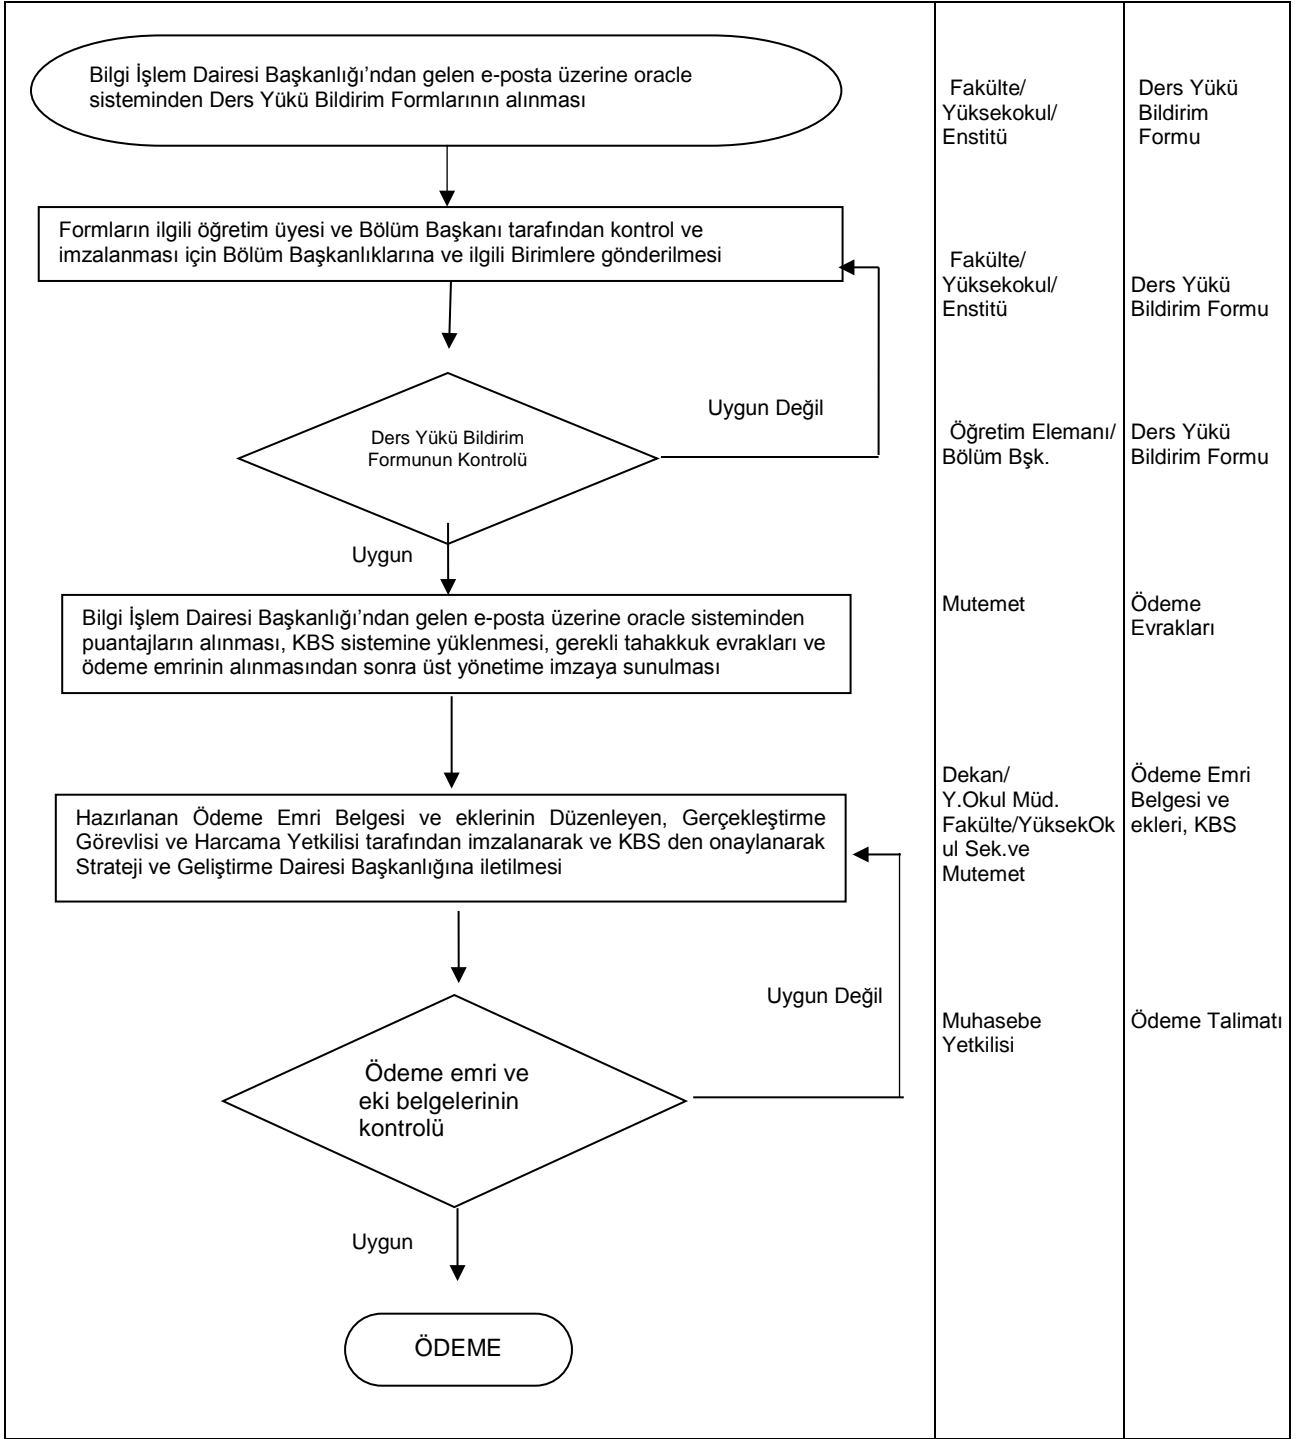 Bilgi İşlem Dairesi Başkanlığı’ndan gelen e-posta üzerine oracle
sisteminden Ders Yükü Bildirim Formlarının alınması
Fakülte/
Yüksekokul/
Enstitü
Ders Yükü
Bildirim
Formu
Formların ilgili öğretim üyesi ve Bölüm Başkanı tarafından kontrol ve
imzalanması için Bölüm Başkanlıklarına ve ilgili Birimlere gönderilmesi
Fakülte/
Yüksekokul/
Enstitü
Ders Yükü
Bildirim Formu
Uygun Değil
Ders Yükü Bildirim
Formunun Kontrolü
Öğretim Elemanı/
Bölüm Bşk.
Ders Yükü
Bildirim Formu
Uygun
Bilgi İşlem Dairesi Başkanlığı’ndan gelen e-posta üzerine oracle sisteminden
puantajların alınması, KBS sistemine yüklenmesi, gerekli tahakkuk evrakları ve
ödeme emrinin alınmasından sonra üst yönetime imzaya sunulması
Mutemet
Ödeme
Evrakları
Hazırlanan Ödeme Emri Belgesi ve eklerinin Düzenleyen, Gerçekleştirme
Görevlisi ve Harcama Yetkilisi tarafından imzalanarak ve KBS den onaylanarak
Strateji ve Geliştirme Dairesi Başkanlığına iletilmesi
Dekan/
Y.Okul Müd.
Fakülte/YüksekOk
ul Sek.ve
Mutemet
Ödeme Emri
Belgesi ve
ekleri, KBS
Uygun Değil
Ödeme emri ve
eki belgelerinin
kontrolü
Muhasebe
Yetkilisi
Ödeme Talimatı
Uygun
ÖDEME